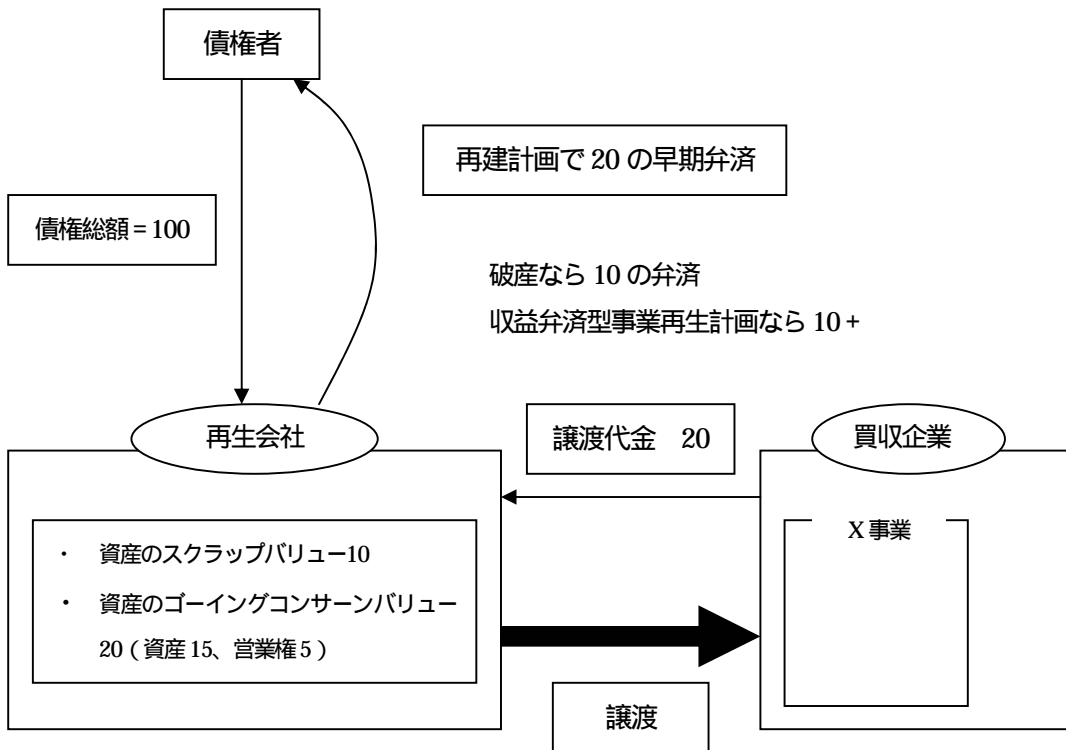 債権者
再建計画で 20 の早期弁済
債権総額 = 100
破産なら 10 の弁済
収益弁済型事業再生計画なら 10 +
再生会社
譲渡代金 20
買収企業
X 事業
・ 資産のスクラップバリュー10
・ 資産のゴーイングコンサーンバリュー
20 ( 資産 15、営業権 5 )
譲渡